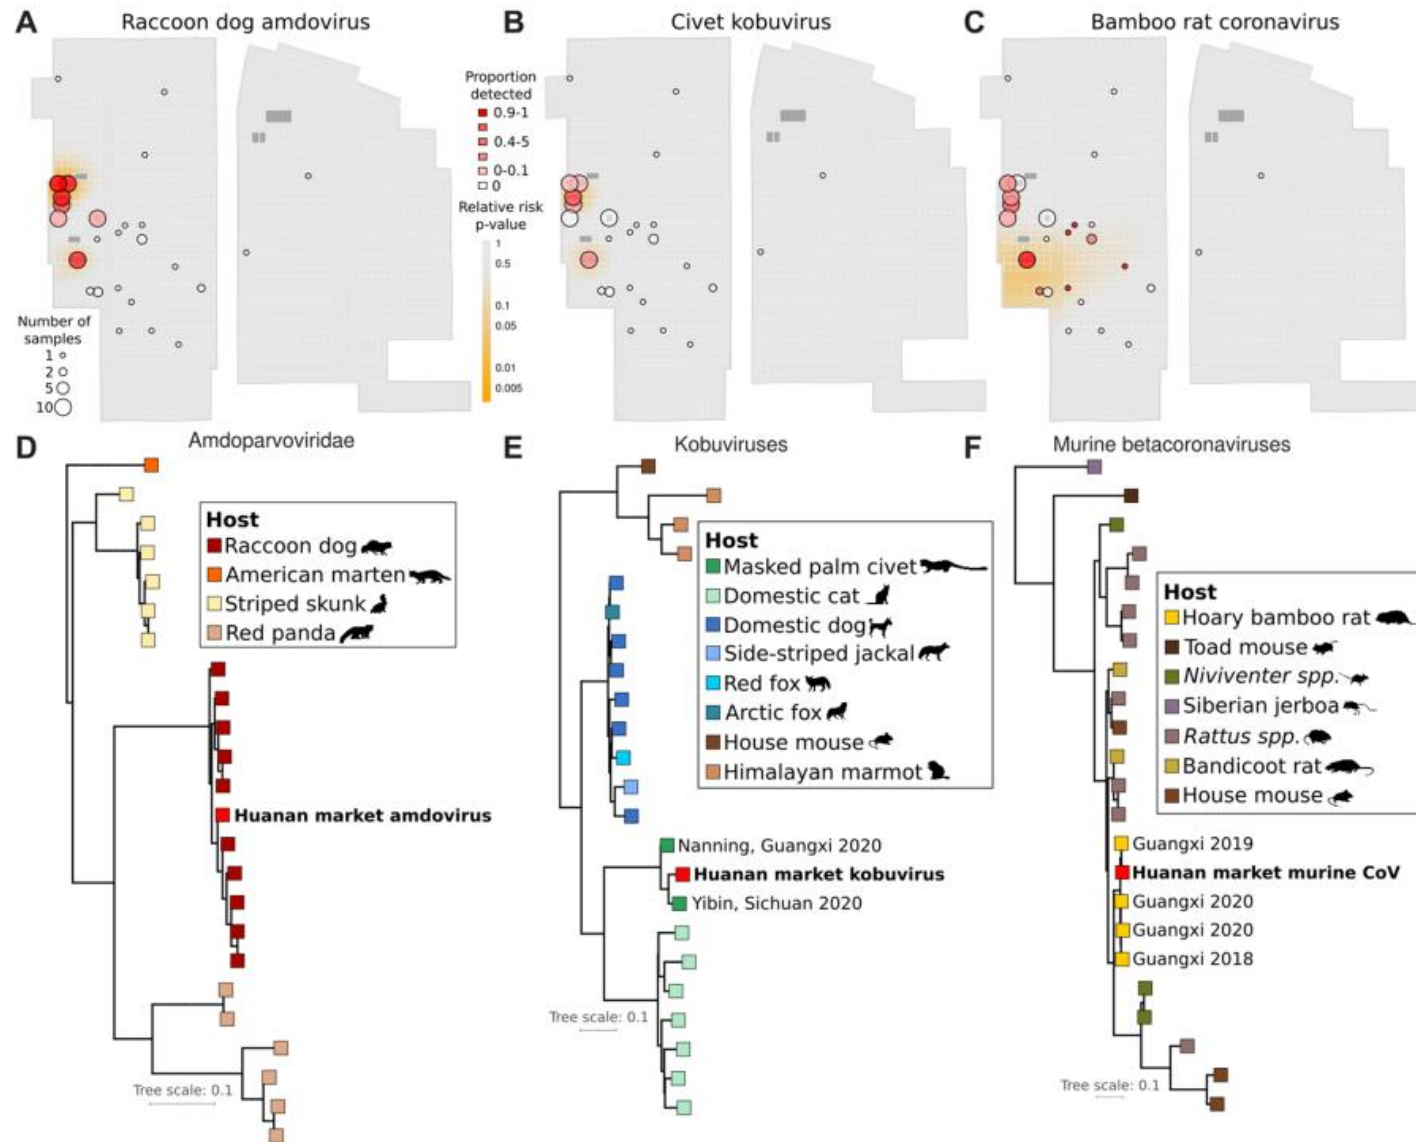 A
Raccoon dog amdovirus
B
Civet kobuvirus
C
Bamboo rat coronavirus
Proportion
detected
0.9-1
0.4-5
0-0.1
0
Relative risk
p-value
1
0.5
0.1
0.05
0.01
0.005
Number of
samples
1
2
5
10
D
Amdoparvoviridae
Host
Raccoon dog
American marten
Striped skunk
Red panda
Huanan market amdovirus
Tree scale: 0.1
E
Kobuviruses
Host
Masked palm civet
Domestic cat
Domestic dog
Side-striped jackal
Red fox
Arctic fox
House mouse
Himalayan marmot
Nanning, Guangxi 2020
Huanan market kobuvirus
Yibin, Sichuan 2020
Tree scale: 0.1
F
Murine betacoronaviruses
Host
Hoary bamboo rat
Toad mouse
Niviventer spp.
Siberian jerboa
Rattus spp.
Bandicoot rat
House mouse
Guangxi 2019
Huanan market murine CoV
Guangxi 2020
Guangxi 2020
Guangxi 2018
Tree scale: 0.1